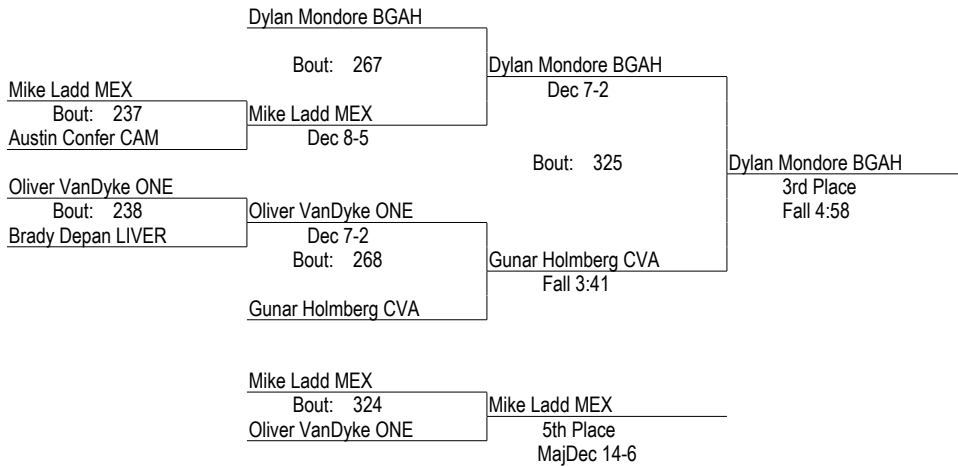 Dylan Mondore BGAH
Bout: 267
Dylan Mondore BGAH
Dec 7-2
Mike Ladd MEX
Bout: 237
Mike Ladd MEX
Austin Confer CAM
Dec 8-5
Bout: 325
Dylan Mondore BGAH
3rd Place
Fall 4:58
Oliver VanDyke ONE
Bout: 238
Oliver VanDyke ONE
Brady Depan LIVER
Dec 7-2
Bout: 268
Gunar Holmberg CVA
Fall 3:41
Gunar Holmberg CVA
Mike Ladd MEX
Bout: 324
Mike Ladd MEX
Oliver VanDyke ONE
5th Place
MajDec 14-6